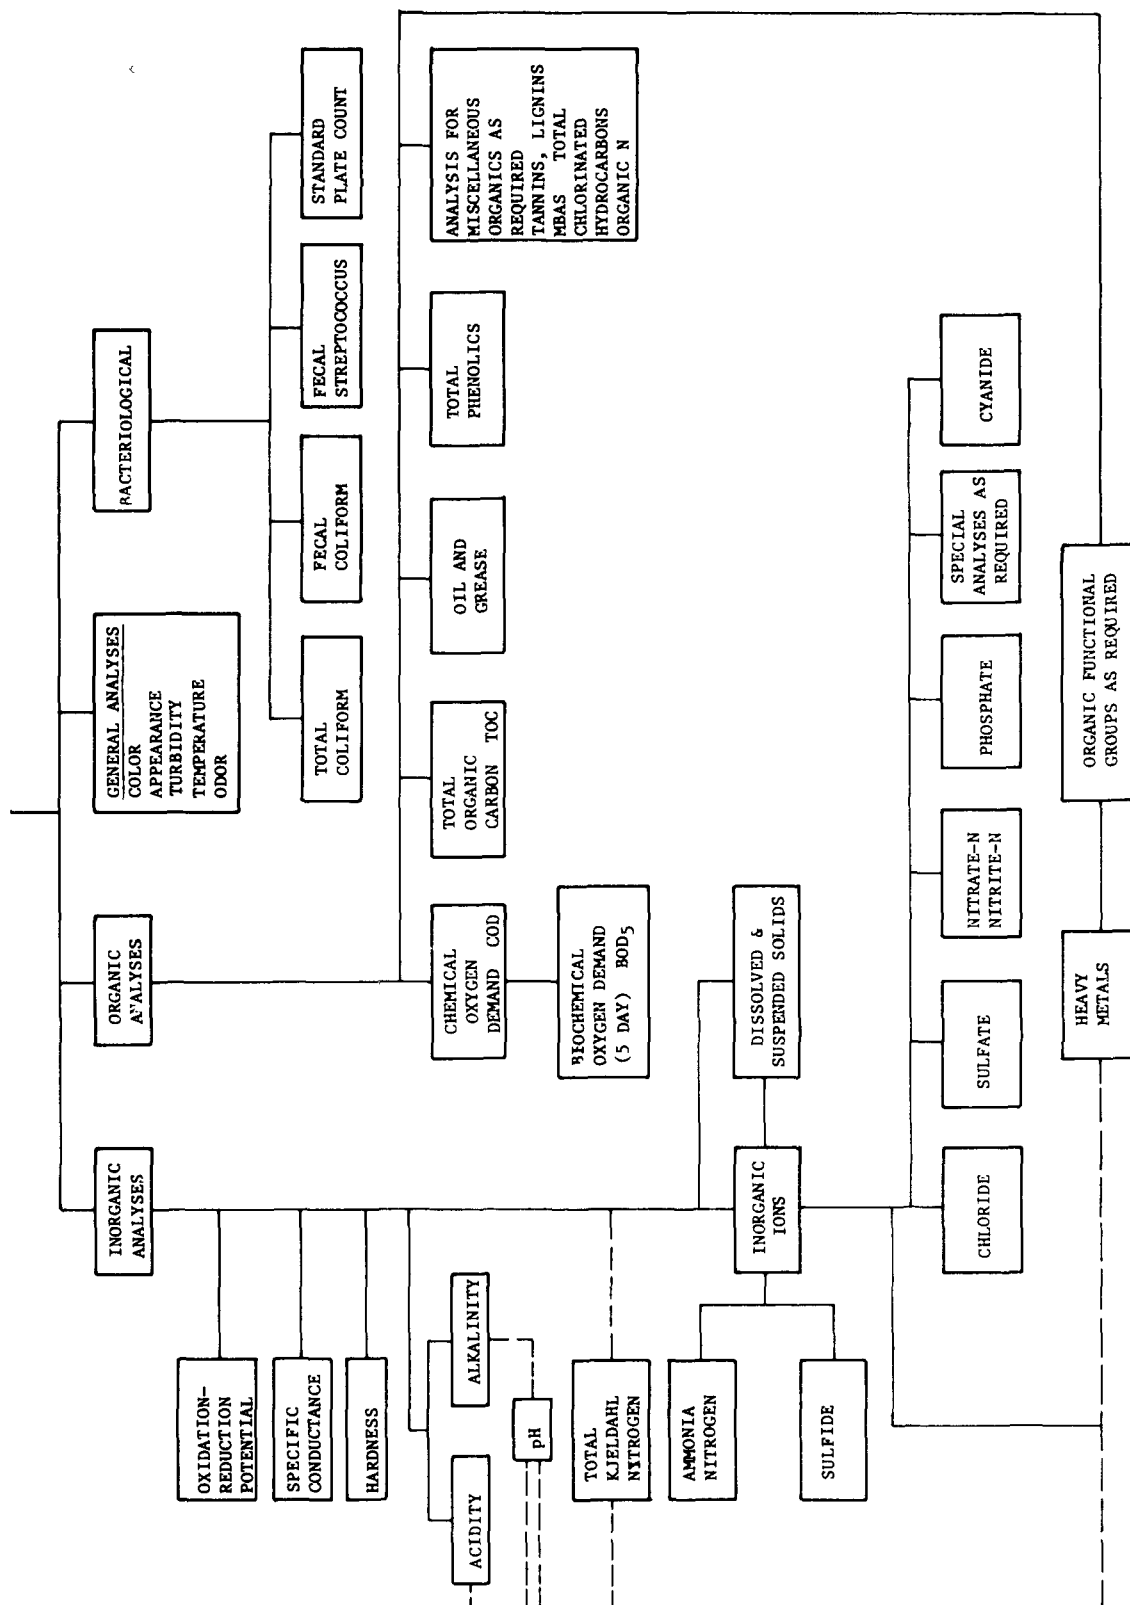 INORGANIC
ANALYSES
ORGANIC
ANALYSES
GENERAL ANALYSES
COLOR
APPEARANCE
TURBIDITY
TEMPERATURE
ODOR
BACTERIOLOGICAL
OXIDATION-
REDUCTION
POTENTIAL
SPECIFIC
CONDUCTANCE
HARDNESS
TOTAL
COLIFORM
FECAL
COLIFORM
FECAL
STREPTOCOCCUS
STANDARD
PLATE COUNT
ACIDITY
ALKALINITY
pH
CHEMICAL
OXYGEN
DEMAND COD
TOTAL
ORGANIC
CARBON TOC
OIL AND
GREASE
TOTAL
PHENOLICS
ANALYSIS FOR
MISCELLANEOUS
ORGANICS AS
REQUIRED
TANNINS, LIGNINS
MBAS TOTAL
CHLORINATED
HYDROCARBONS
ORGANIC N
BIOCHEMICAL
OXYGEN DEMAND
(5 DAY) BOD5
TOTAL
KJELDAHL
NITROGEN
AMMONIA
NITROGEN
SULFIDE
INORGANIC
IONS
DISSOLVED &
SUSPENDED SOLIDS
CHLORIDE
SULFATE
NITRATE-N
NITRITE-N
PHOSPHATE
SPECIAL
ANALYSES AS
REQUIRED
CYANIDE
HEAVY
METALS
ORGANIC FUNCTIONAL
GROUPS AS REQUIRED